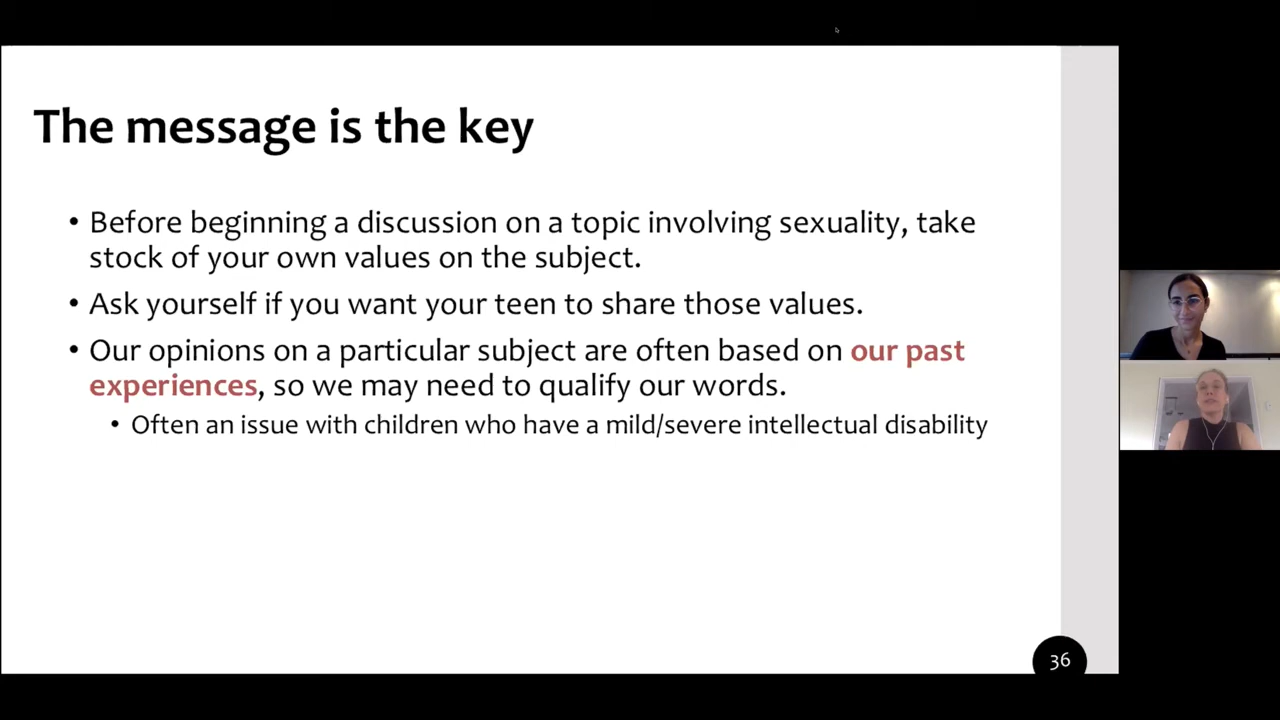 The message is the key
• Before beginning a discussion on a topic involving sexuality, take
stock of your own values on the subject.
• Ask yourself if you want your teen to share those values.
• Our opinions on a particular subject are often based on our past
experiences, so we may need to qualify our words.
• Often an issue with children who have a mild/severe intellectual disability
36